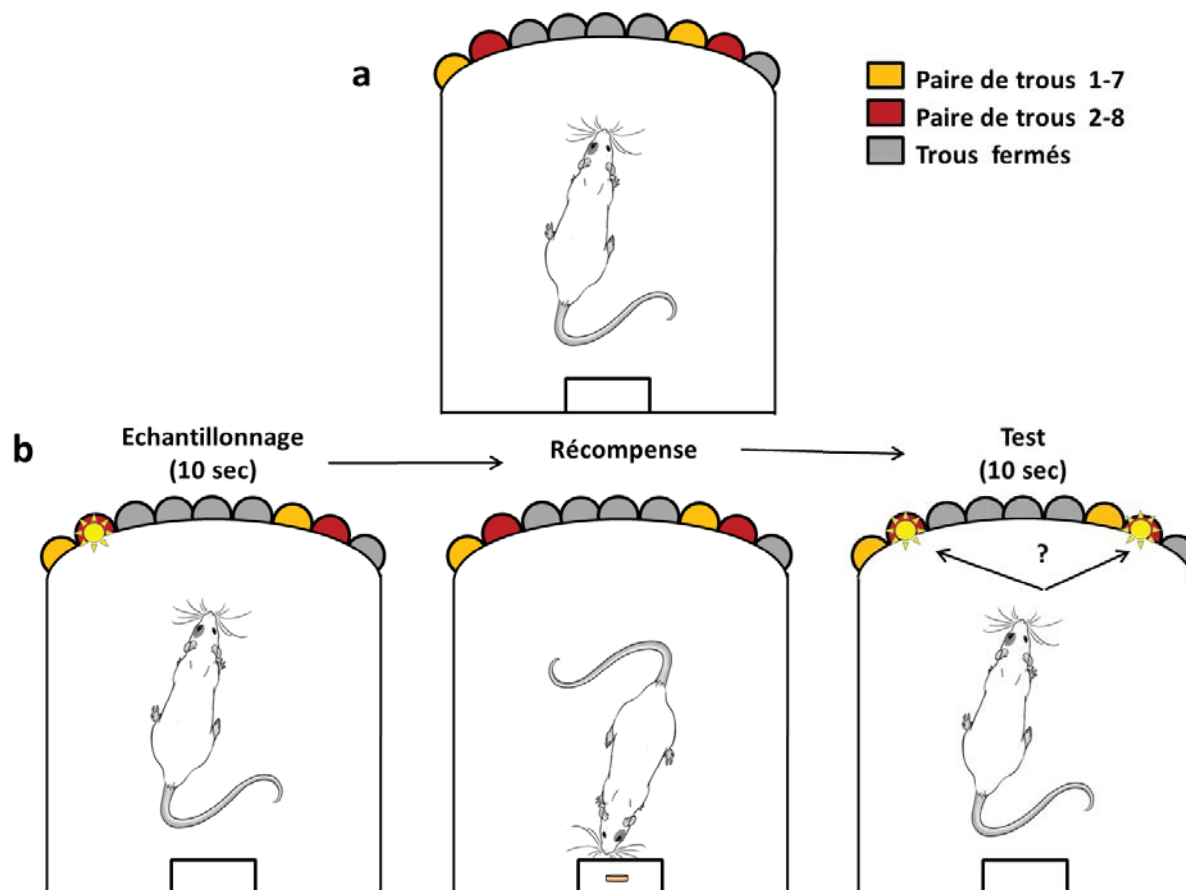 a
Paire de trous 1-7
Paire de trous 2-8
Trous fermés
b
Echantillonnage
(10 sec)
Récompense
Test
(10 sec)
?